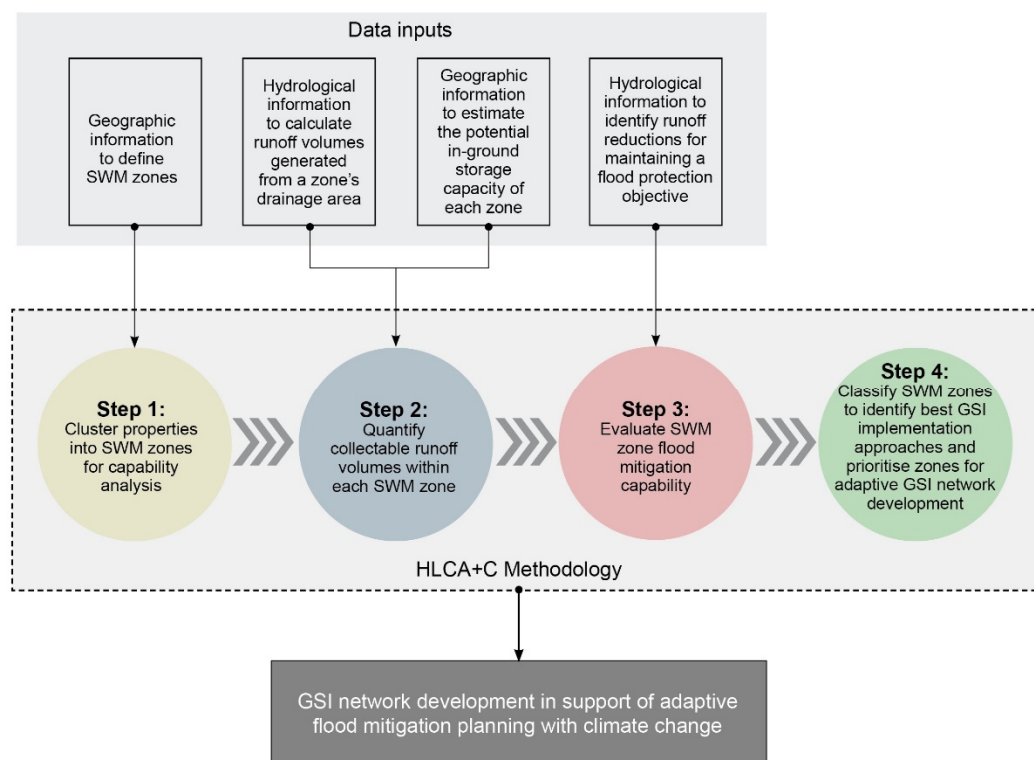 Data inputs
Geographic
information
to define
SWM zones
Hydrological
information
to calculate
runoff volumes
generated
from a zone's
drainage area
Geographic
information
to estimate
the potential
in-ground
storage
capacity of
each zone
Hydrological
information to
identify runoff
reductions for
maintaining a
flood protection
objective
Step 1:
Cluster properties
into SWM zones
for capability
analysis
Step 2:
Quantify
collectable runoff
volumes within
each SWM zone
Step 3:
Evaluate SWM
zone flood
mitigation
capability
Step 4:
Classify SWM zones
to identify best GSI
implementation
approaches and
prioritise zones for
adaptive GSI network
development
HLCA+C Methodology
GSI network development in support of adaptive
flood mitigation planning with climate change